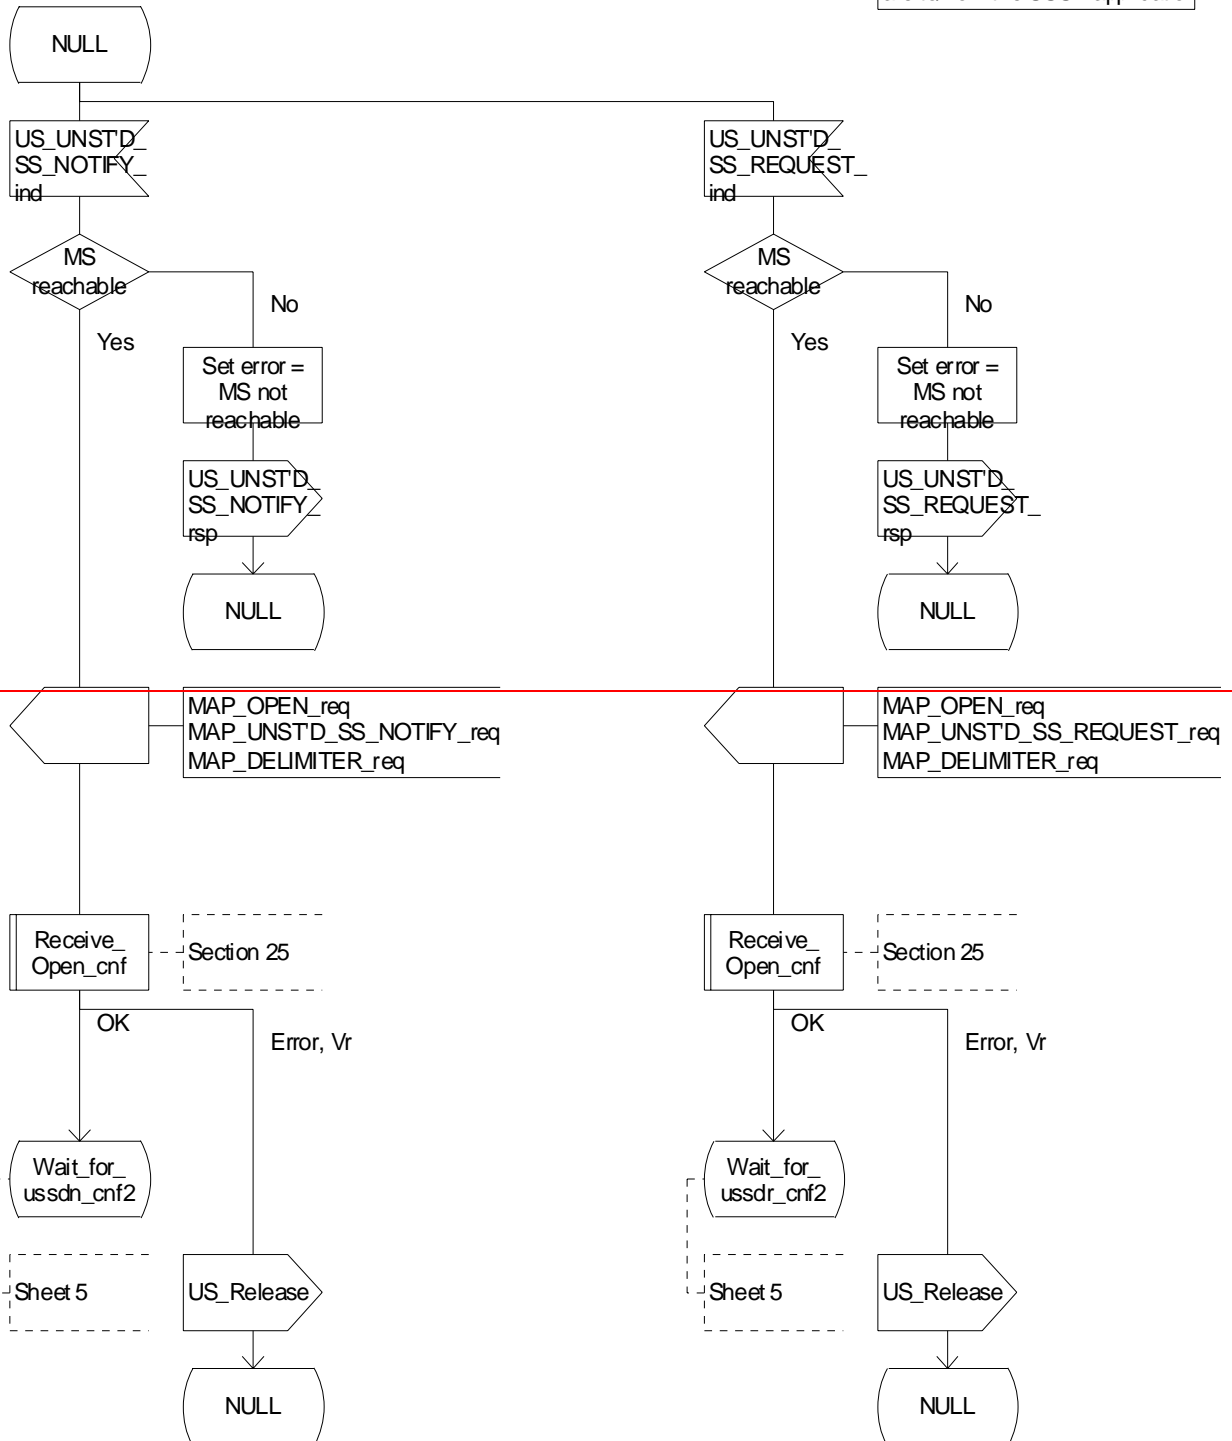 NULL
US_UNST'D_
SS_NOTIFY_
ind
US_UNST'D_
SS_REQUEST_
ind
MS
reachable
No
Yes
MS
reachable
No
Yes
Set error =
MS not
reachable
Set error =
MS not
reachable
US_UNST'D_
SS_NOTIFY_
rsp
US_UNST'D_
SS_REQUEST_
rsp
NULL
NULL
MAP_OPEN_req
MAP_UNST'D_SS_NOTIFY_req
MAP_DELIMITER_req
MAP_OPEN_req
MAP_UNST'D_SS_REQUEST_req
MAP_DELIMITER_req
Receive_
Open_cnf
Section 25
Receive_
Open_cnf
Section 25
OK
Error, Vr
OK
Error, Vr
Wait_for_
ussdn_cnf2
Wait_for_
ussdr_cnf2
Sheet 5
US_Release
Sheet 5
US_Release
NULL
NULL